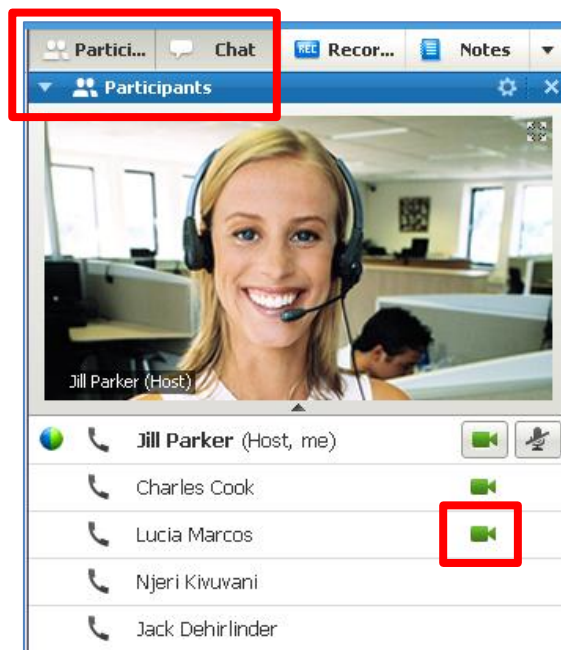 Partici... Chat REC Recor... Notes
Participants
Jill Parker (Host)
Jill Parker (Host, me)
Charles Cook
Lucia Marcos
Njeri Kivuvani
Jack Dehirlinder